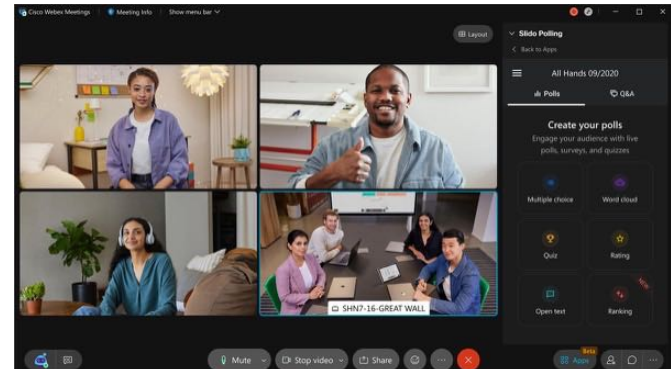 Cisco Webex Meetings
Meeting Info
Show menu bar
Layout
Slido Polling
Back to Apps
All Hands 09/2020
Polls
Q&A
Create your polls
Engage your audience with live
polls, surveys, and quizzes
Multiple choice
Word cloud
Quiz
Rating
NEW
Open text
Ranking
SHN7-16-GREAT WALL
Mute
Stop video
Share
Beta
Apps